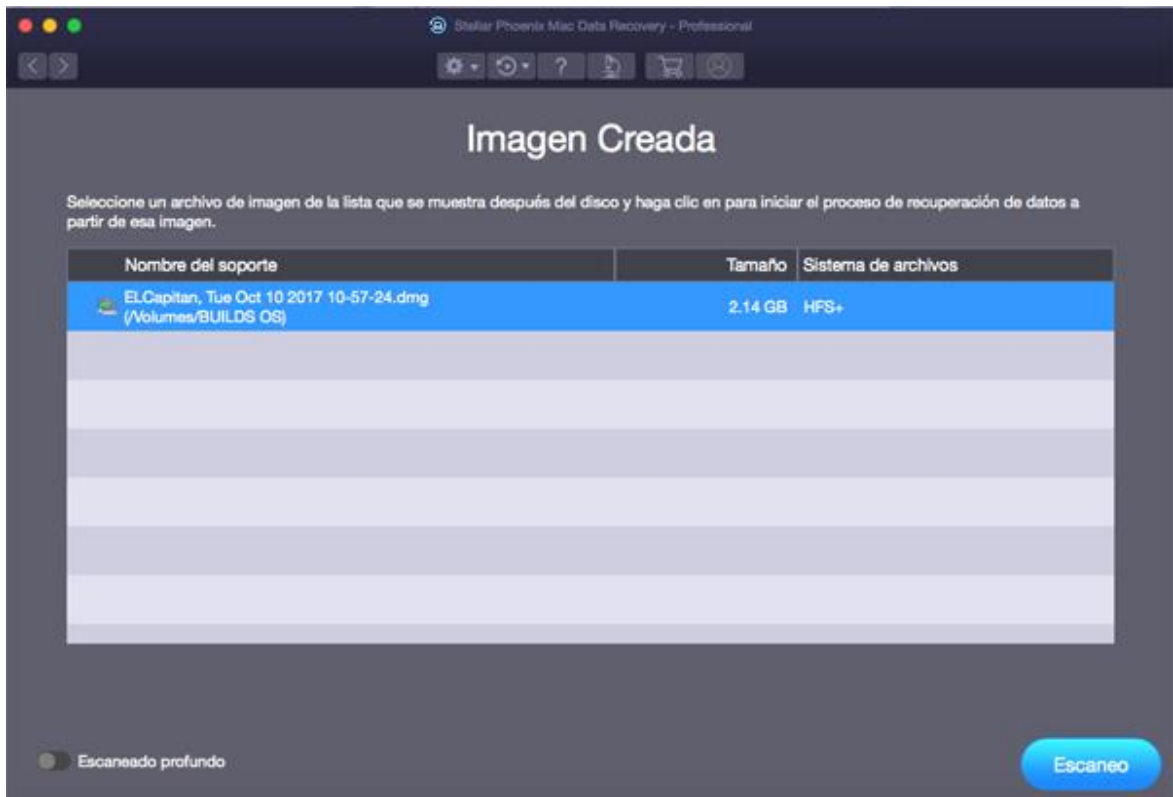 Stellar Phoenix Mac Data Recovery - Professional
?
Imagen Creada
Seleccione un archivo de imagen de la lista que se muestra después del disco y haga clic en para iniciar el proceso de recuperación de datos a
partir de esa imagen.
Nombre del soporte Tamaño Sistema de archivos
ELCapitan, Tue Oct 10 2017 10-57-24.dmg
(/Volumes/BUILDS OS) 2.14 GB HFS+
Escaneado profundo Escaneo